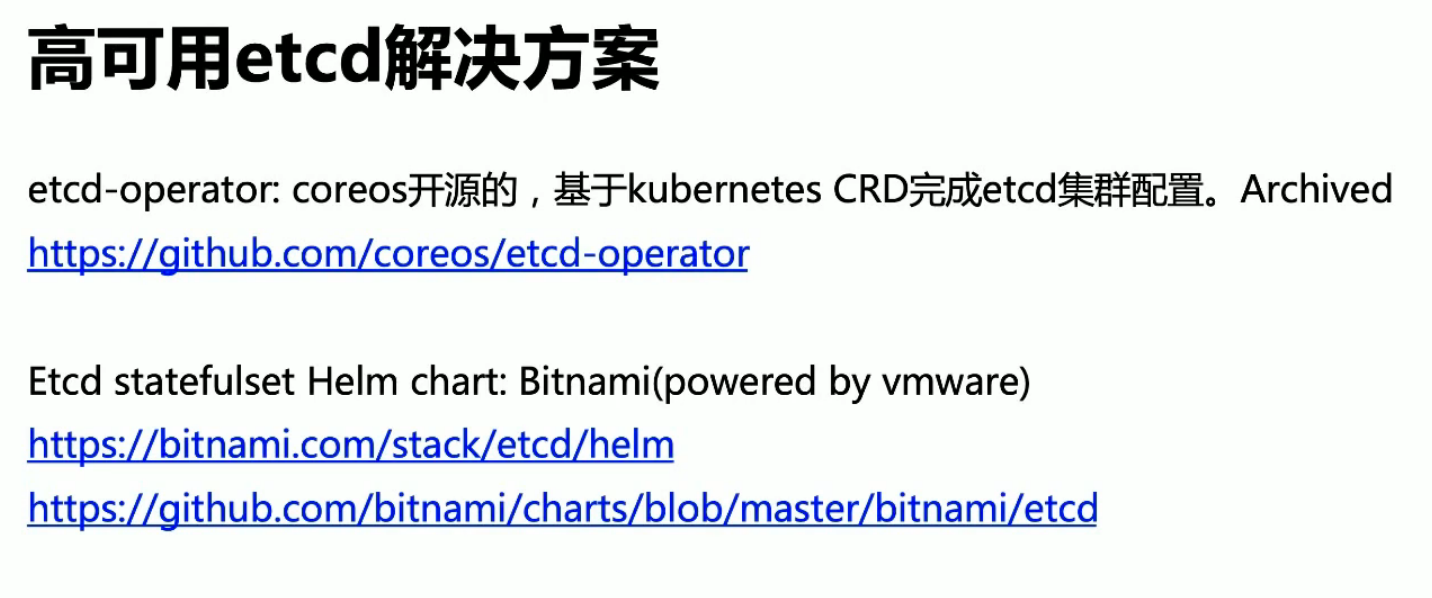 高可用etcd解决方案
etcd-operator: coreos开源的，基于kubernetes CRD完成etcd集群配置。Archived
https://github.com/coreos/etcd-operator
Etcd statefulset Helm chart: Bitnami(powered by vmware)
https://bitnami.com/stack/etcd/helm
https://github.com/bitnami/charts/blob/master/bitnami/etcd